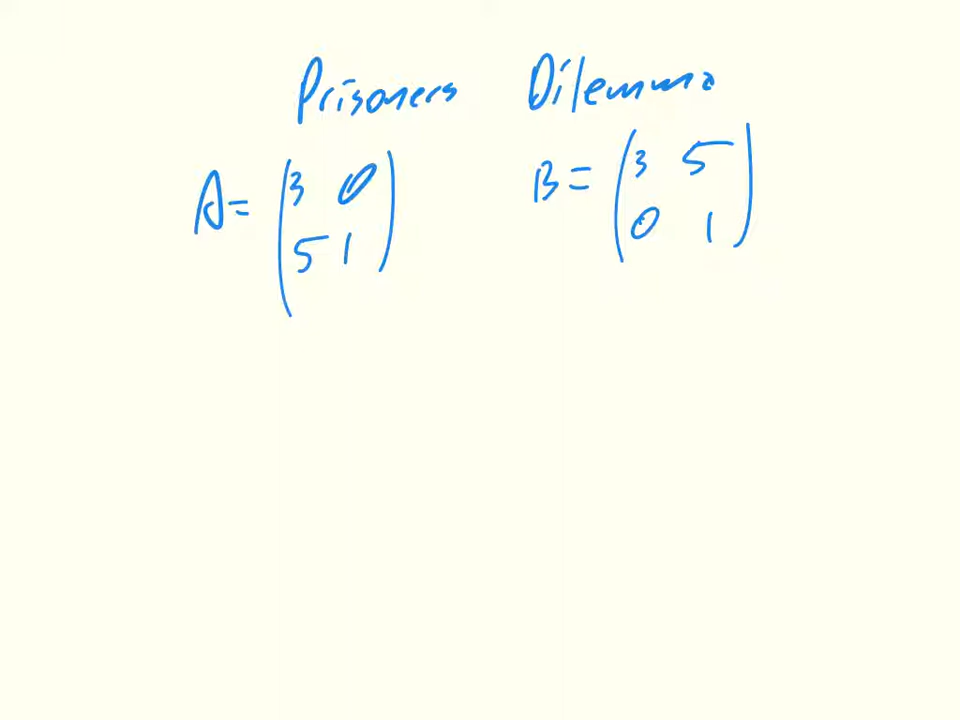 Prisoners Dilemma
A= (3 0 B= (3 5
5 1) 0 1)